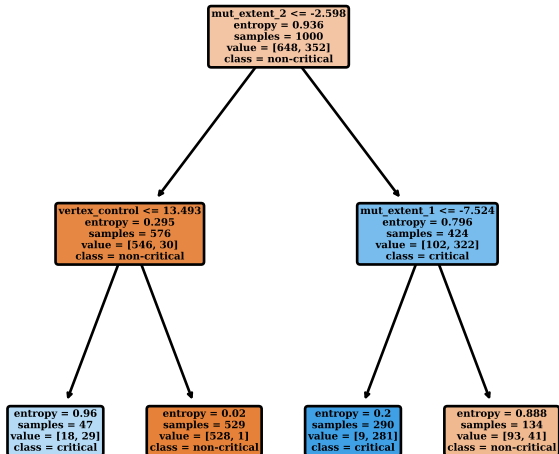 mut_extent_2 <= -2.598
entropy = 0.936
samples = 1000
value = [648, 352]
class = non-critical
vertex_control <= 13.493
entropy = 0.295
samples = 576
value = [546, 30]
class = non-critical
mut_extent_1 <= -7.524
entropy = 0.796
samples = 424
value = [102, 322]
class = critical
entropy = 0.96
samples = 47
value = [18, 29]
class = critical
entropy = 0.02
samples = 529
value = [528, 1]
class = non-critical
entropy = 0.2
samples = 290
value = [9, 281]
class = critical
entropy = 0.888
samples = 134
value = [93, 41]
class = non-critical